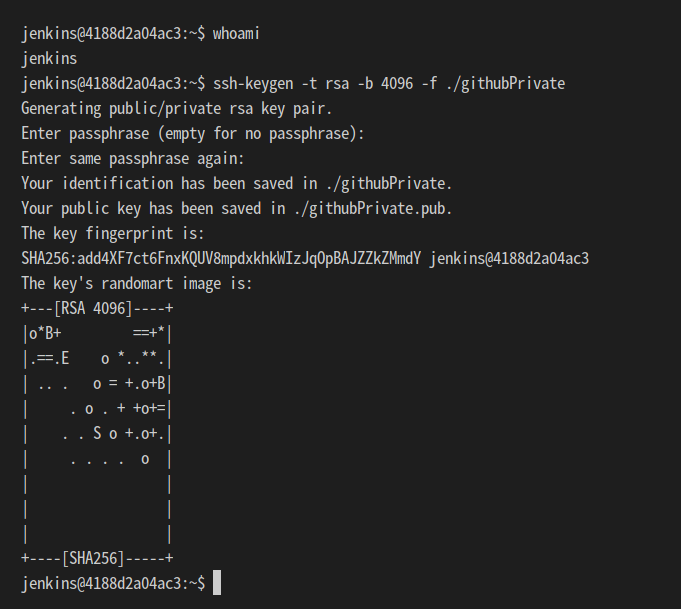 jenkins@4188d2a04ac3:~$ whoami
jenkins
jenkins@4188d2a04ac3:~$ ssh-keygen -t rsa -b 4096 -f ./githubPrivate
Generating public/private rsa key pair.
Enter passphrase (empty for no passphrase):
Enter same passphrase again:
Your identification has been saved in ./githubPrivate.
Your public key has been saved in ./githubPrivate.pub.
The key fingerprint is:
SHA256:add4XF7ct6FnxKQUV8mpdxkhkWIzJqOpBAJZZkZMmdY jenkins@4188d2a04ac3
The key's randomart image is:
+---[RSA 4096]----+
|o*B+         ==+*|
|.==.E    o *..**.|
| .. .   o = +.o+B|
|     . o . + +o+=|
|    . . S o +.o+.|
|     . . . .  o  |
|                 |
|                 |
|                 |
+----[SHA256]-----+
jenkins@4188d2a04ac3:~$